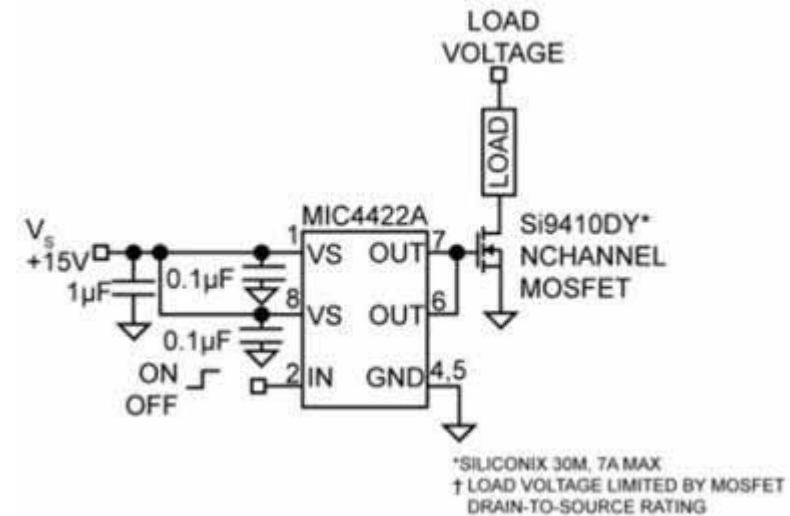 LOAD
VOLTAGE
LOAD
MIC4422A
Si9410DY*
NCHANNEL
MOSFET
VS
+15V
1µF
0.1µF
0.1µF
1
VS
OUT
7
8
VS
OUT
6
ON
OFF
2
IN
GND
4,5
*SILICONIX 30M, 7A MAX
† LOAD VOLTAGE LIMITED BY MOSFET
DRAIN-TO-SOURCE RATING